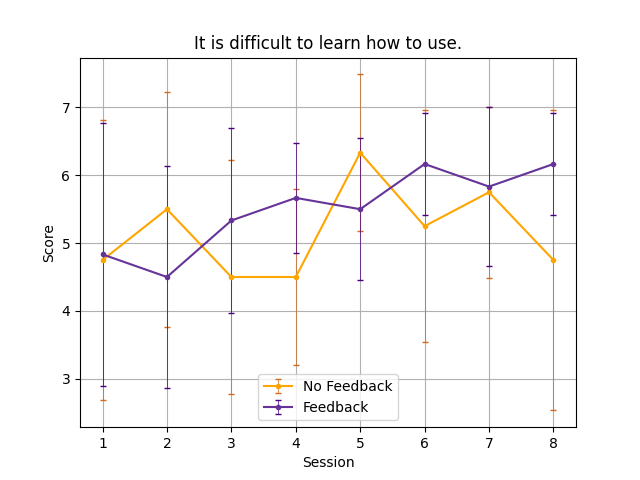 It is difficult to learn how to use.
Score
7
6
5
4
3
No Feedback
Feedback
1 2 3 4 5 6 7 8
Session